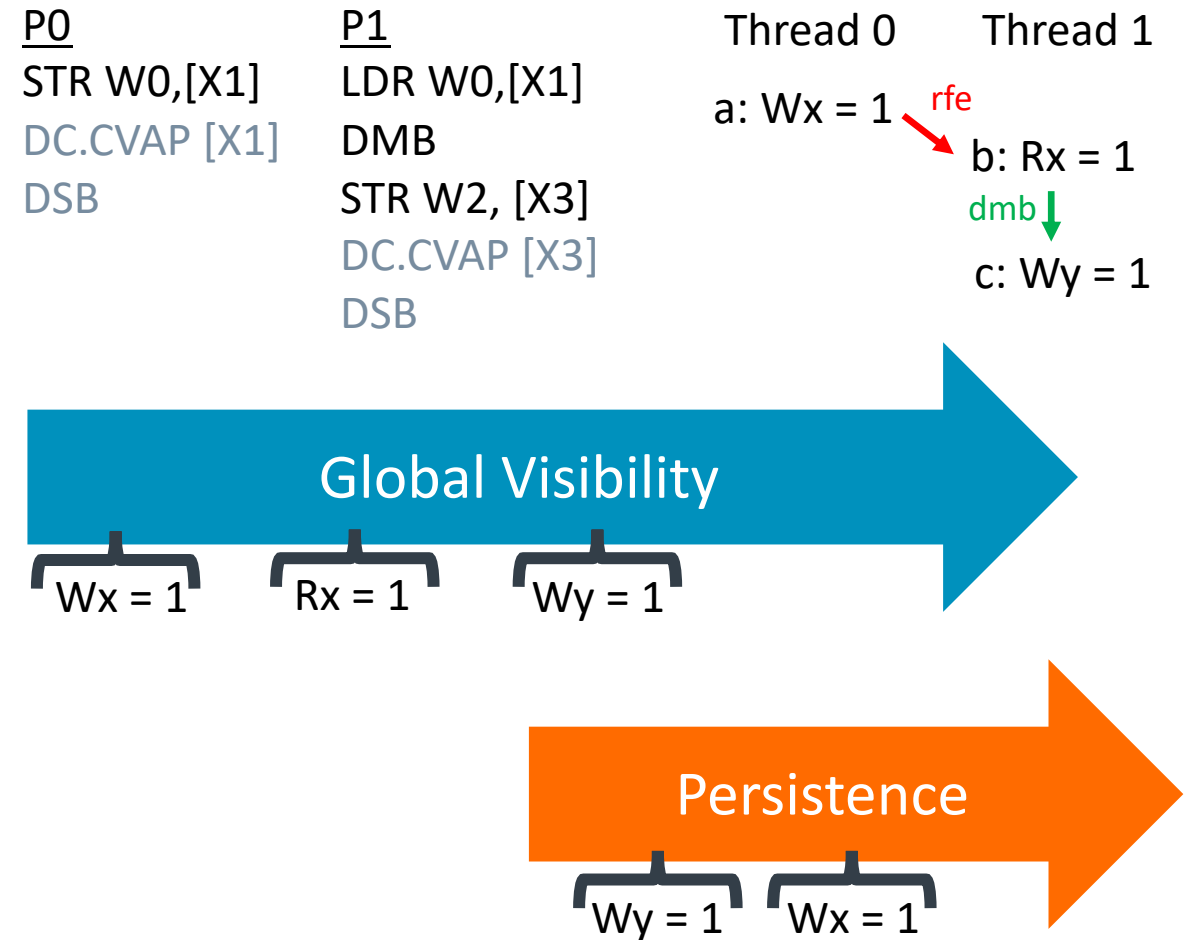 P0
STR W0,[X1]
DC.CVAP [X1]
DSB
P1
LDR W0,[X1]
DMB
STR W2, [X3]
DC.CVAP [X3]
DSB
Thread 0
Thread 1
a: Wx = 1
rfe
b: Rx = 1
dmb
c: Wy = 1
Global Visibility
Wx = 1
Rx = 1
Wy = 1
Persistence
Wy = 1
Wx = 1